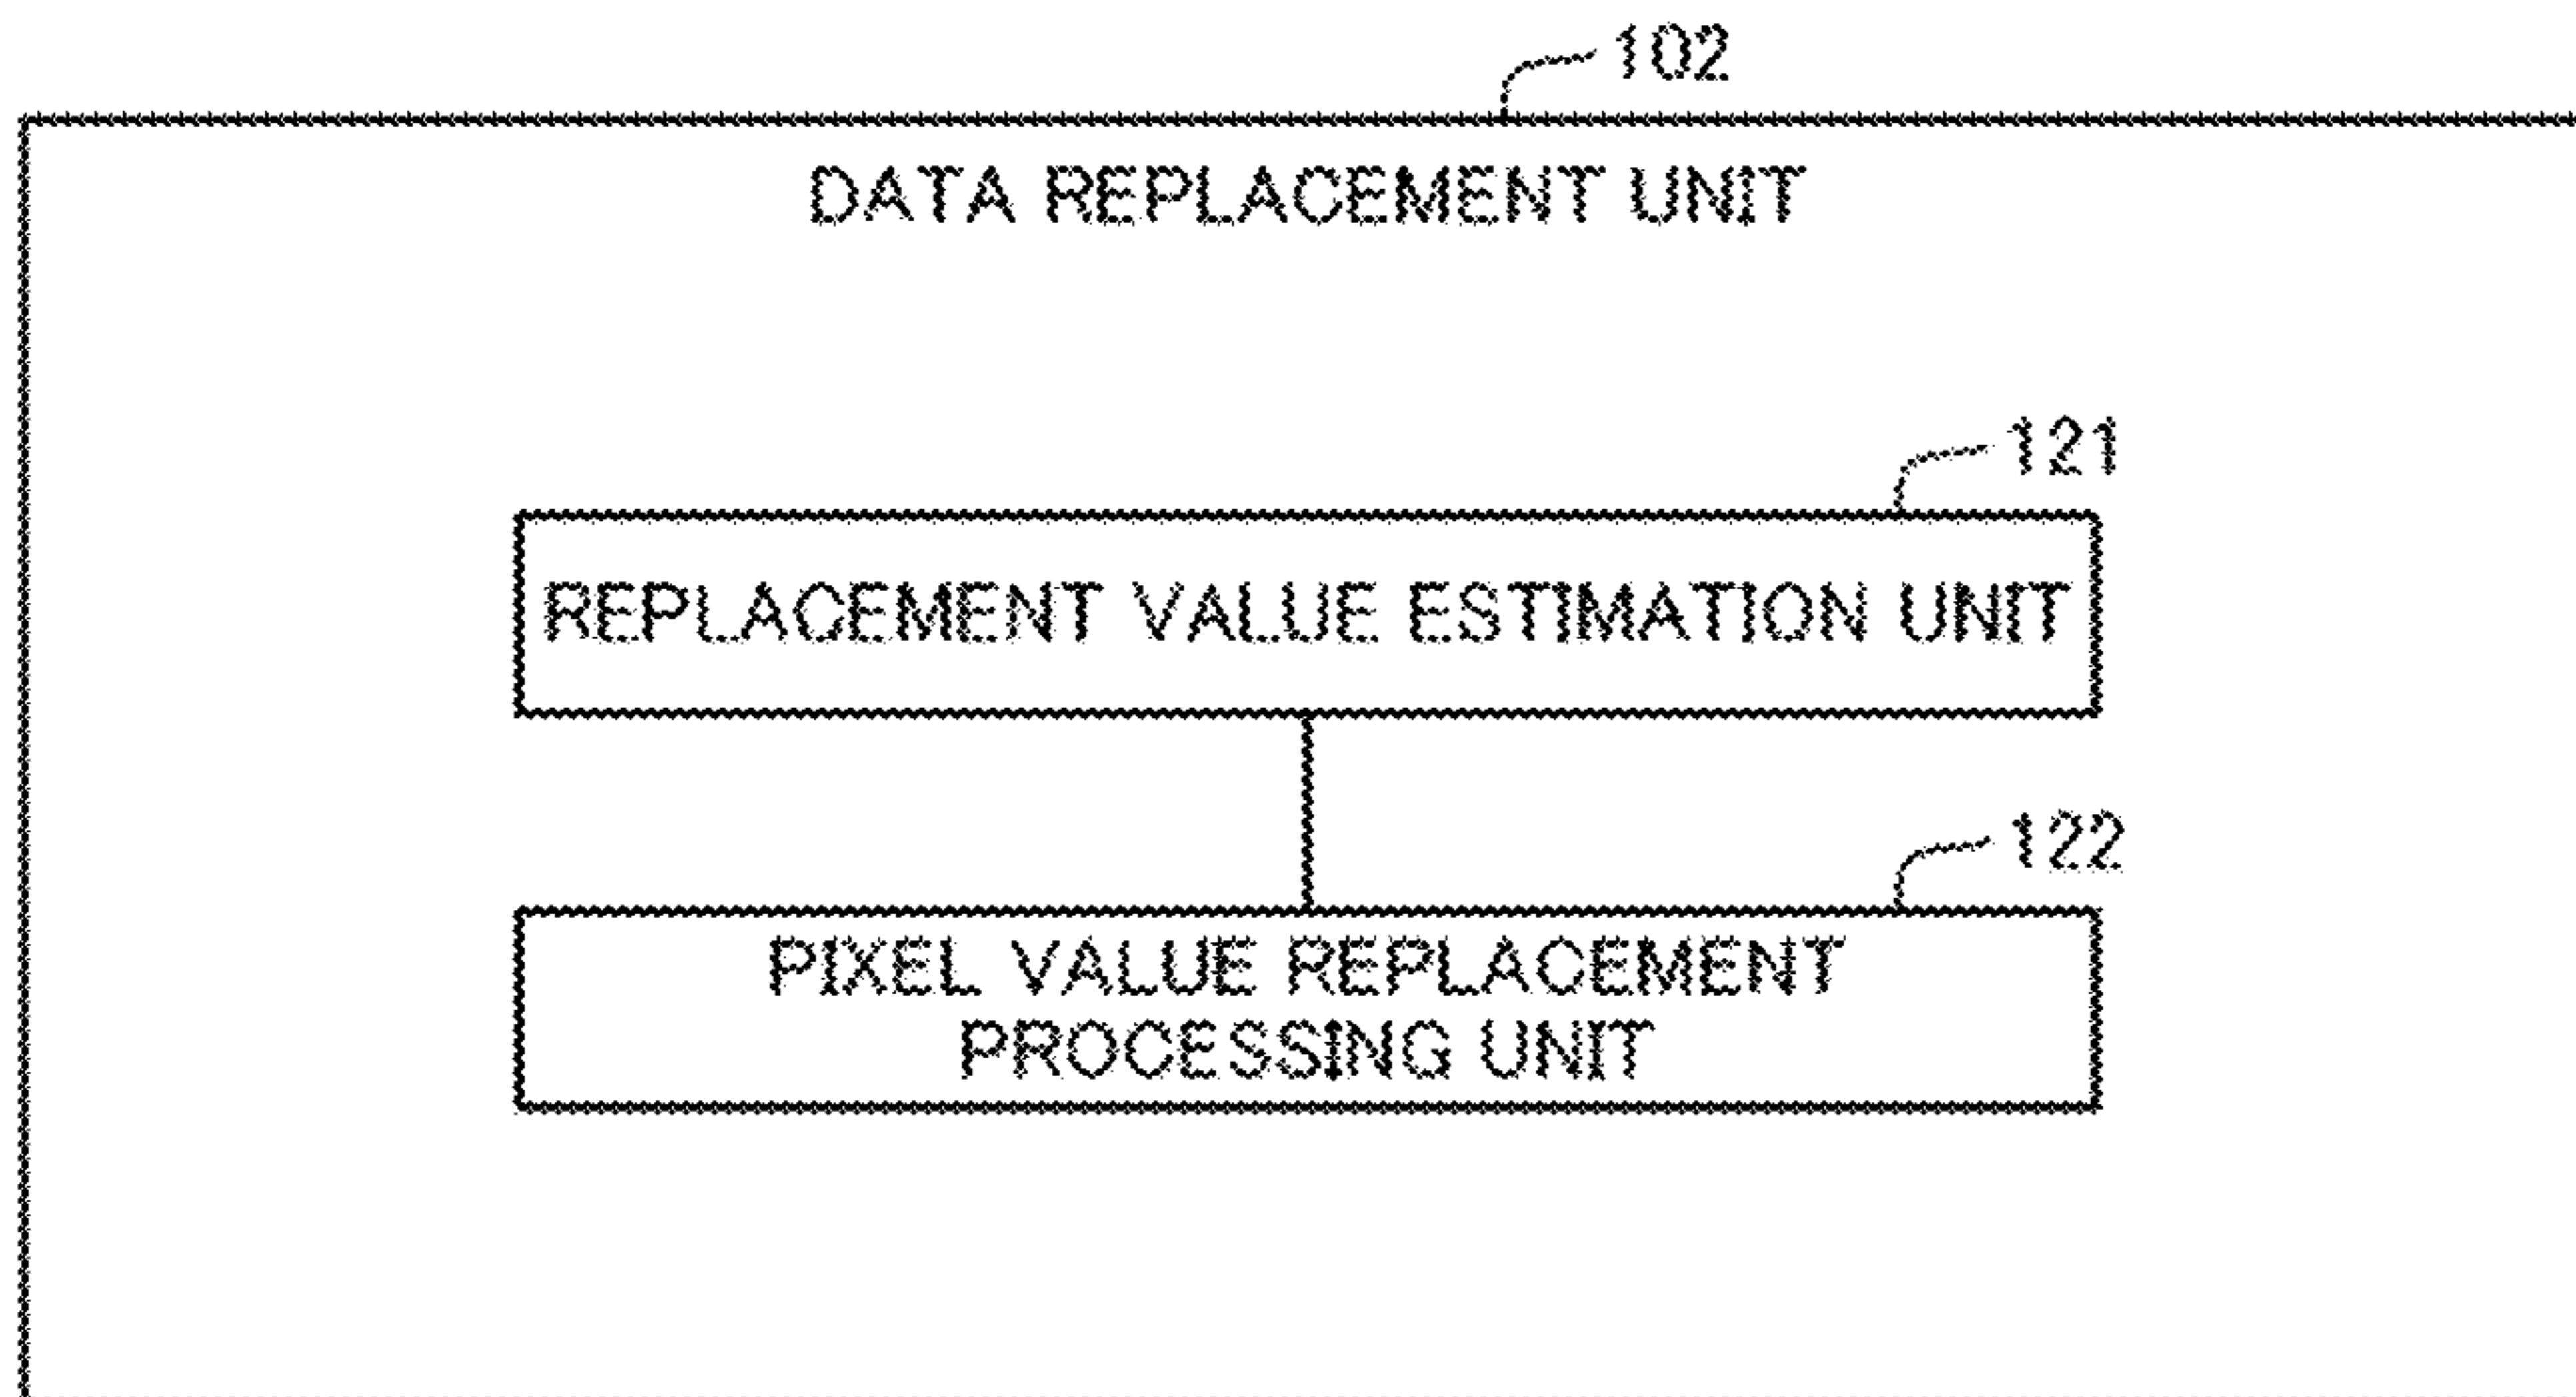 102
DATA REPLACEMENT UNIT
121
REPLACEMENT VALUE ESTIMATION UNIT
122
PIXEL VALUE REPLACEMENT
PROCESSING UNIT